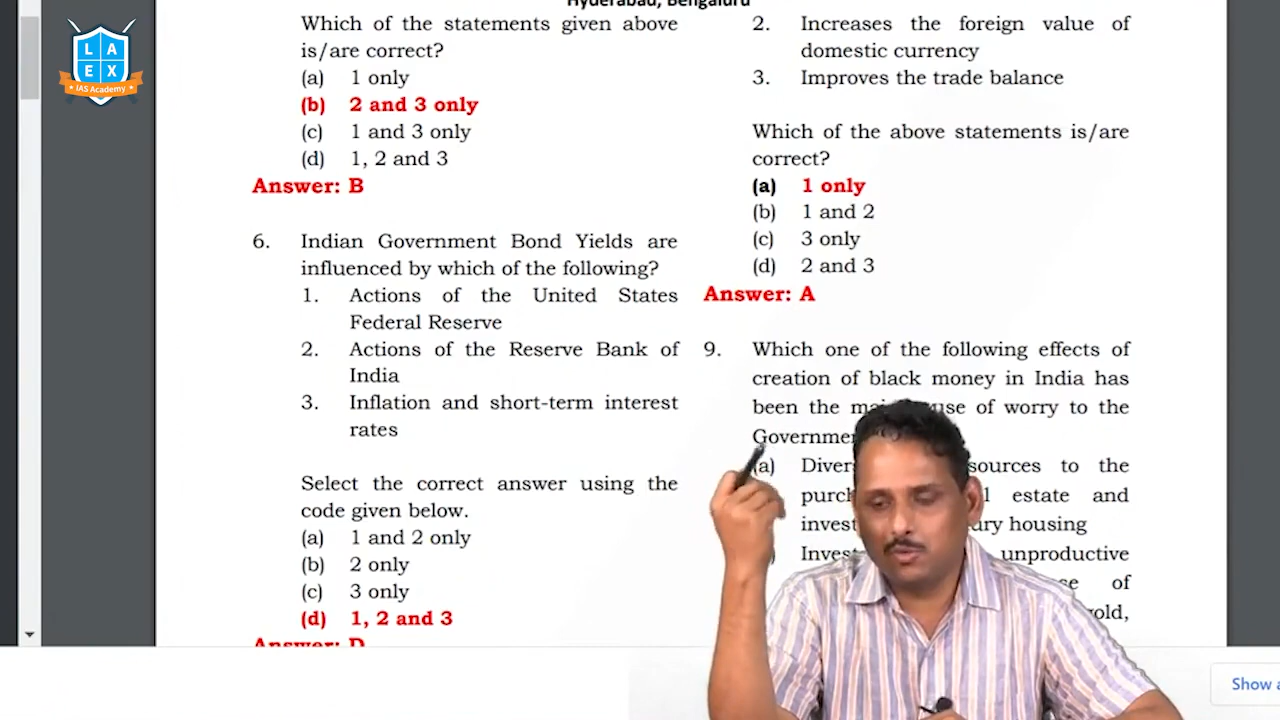 Hyderabad, Bengaluru
L A
E X
IAS Academy
Which of the statements given above
is/are correct?
(a) 1 only
(b) 2 and 3 only
(c) 1 and 3 only
(d) 1, 2 and 3
Answer: B
6. Indian Government Bond Yields are
influenced by which of the following?
1. Actions of the United States
Federal Reserve
2. Actions of the Reserve Bank of
India
3. Inflation and short-term interest
rates
Select the correct answer using the
code given below.
(a) 1 and 2 only
(b) 2 only
(c) 3 only
(d) 1, 2 and 3
Answer: D
2. Increases the foreign value of
domestic currency
3. Improves the trade balance
Which of the above statements is/are
correct?
(a) 1 only
(b) 1 and 2
(c) 3 only
(d) 2 and 3
Answer: A
9. Which one of the following effects of
creation of black money in India has
been the of worry to the
(a) to the
estate and
housing
unproductive
of
gold,
Show